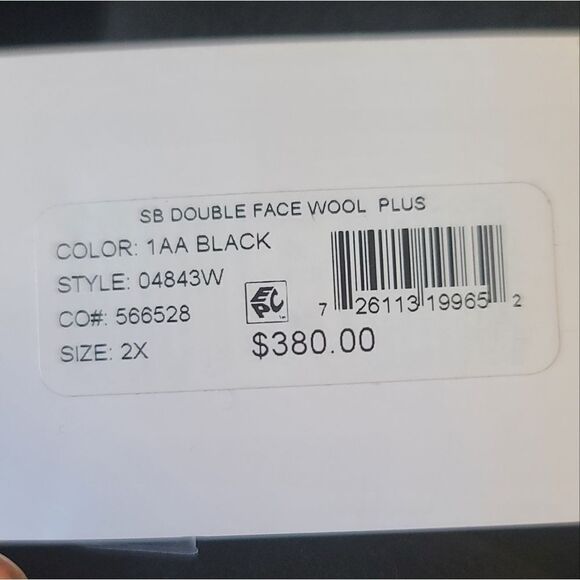 SB DOUBLE FACE WOOL PLUS
COLOR: 1AA BLACK
STYLE: 04843W
CO#: 566528
SIZE: 2X
EPC
7 26113 19965 2
$380.00